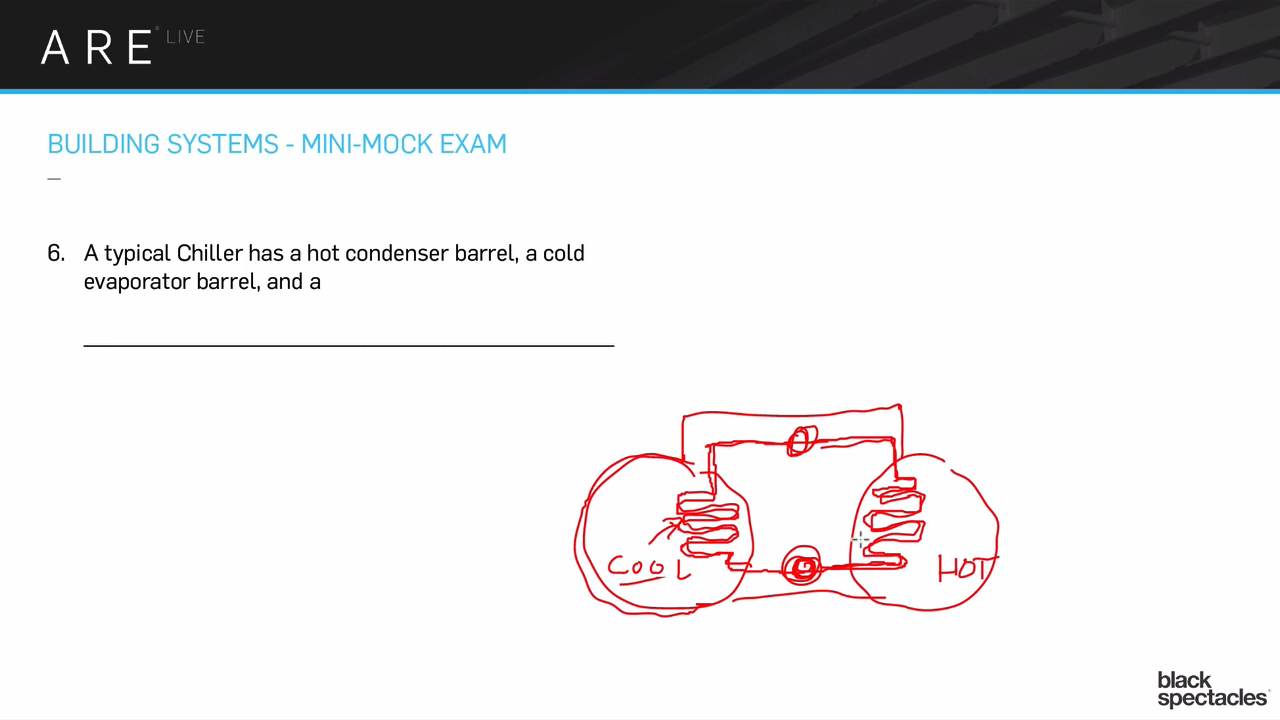 ARE® LIVE
BUILDING SYSTEMS - MINI-MOCK EXAM
6. A typical Chiller has a hot condenser barrel, a cold
evaporator barrel, and a
COOL
HOT
black
spectacles®